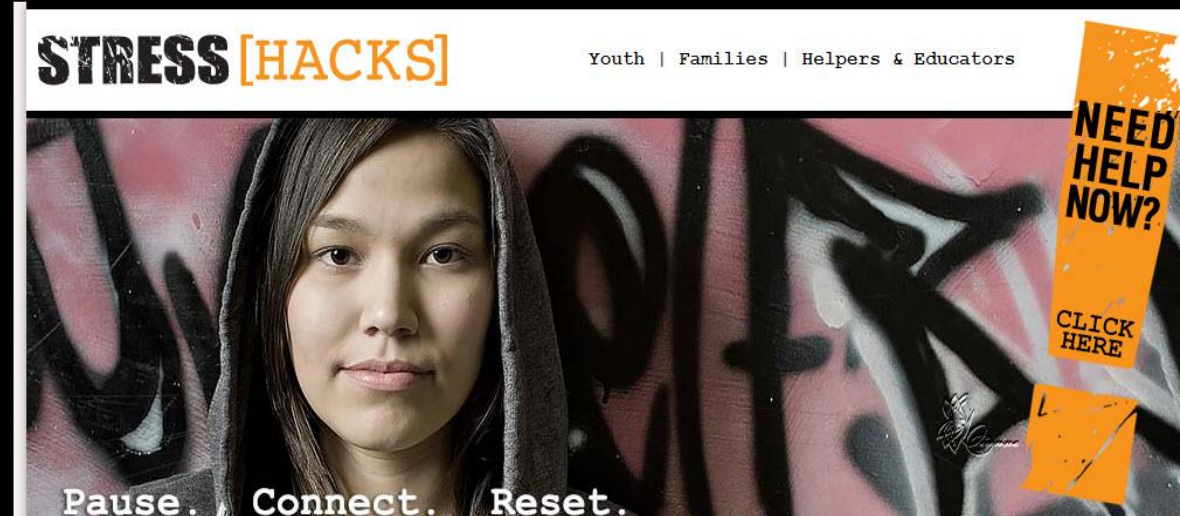 STRESS [HACKS]
Youth | Families | Helpers & Educators
NEED
HELP
NOW?
CLICK
HERE
Pause. Connect. Reset.